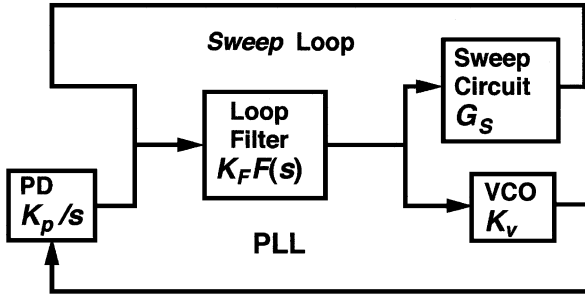 Sweep Loop
Sweep
Circuit
G_S
Loop
Filter
K_F F(s)
PD
K_p /s
VCO
K_v
PLL